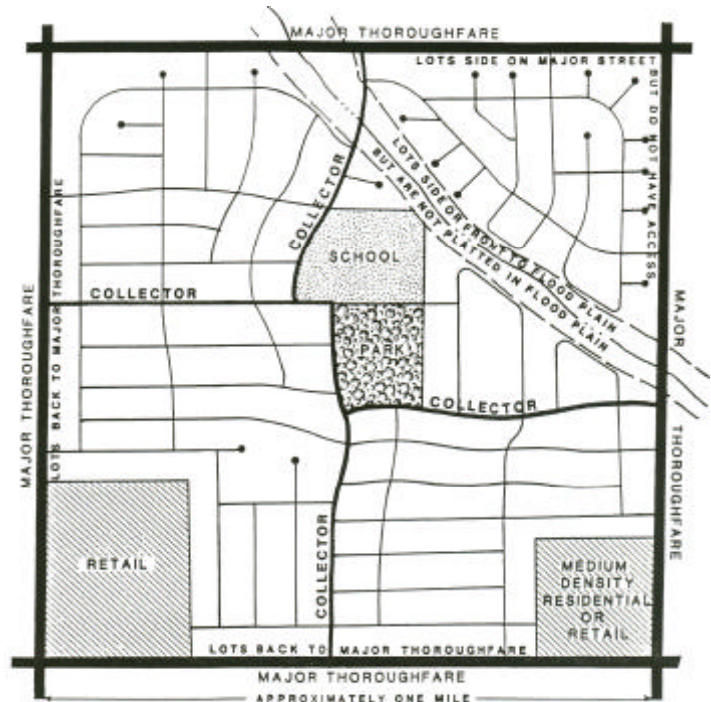 MAJOR THOROUGHFARE
LOTS SIDE ON MAJOR STREET
BUT DO NOT HAVE ACCESS
LOTS SIDE OR FRONT TO FLOOD PLAIN
BUT ARE NOT PLATTED IN FLOOD PLAIN
COLLECTOR
SCHOOL
COLLECTOR
LOTS BACK TO MAJOR THOROUGHFARE
MAJOR THOROUGHFARE
MAJOR
THOROUGHFARE
PARK
COLLECTOR
COLLECTOR
RETAIL
MEDIUM
DENSITY
RESIDENTIAL
OR
RETAIL
LOTS BACK TO MAJOR THOROUGHFARE
MAJOR THOROUGHFARE
APPROXIMATELY ONE MILE